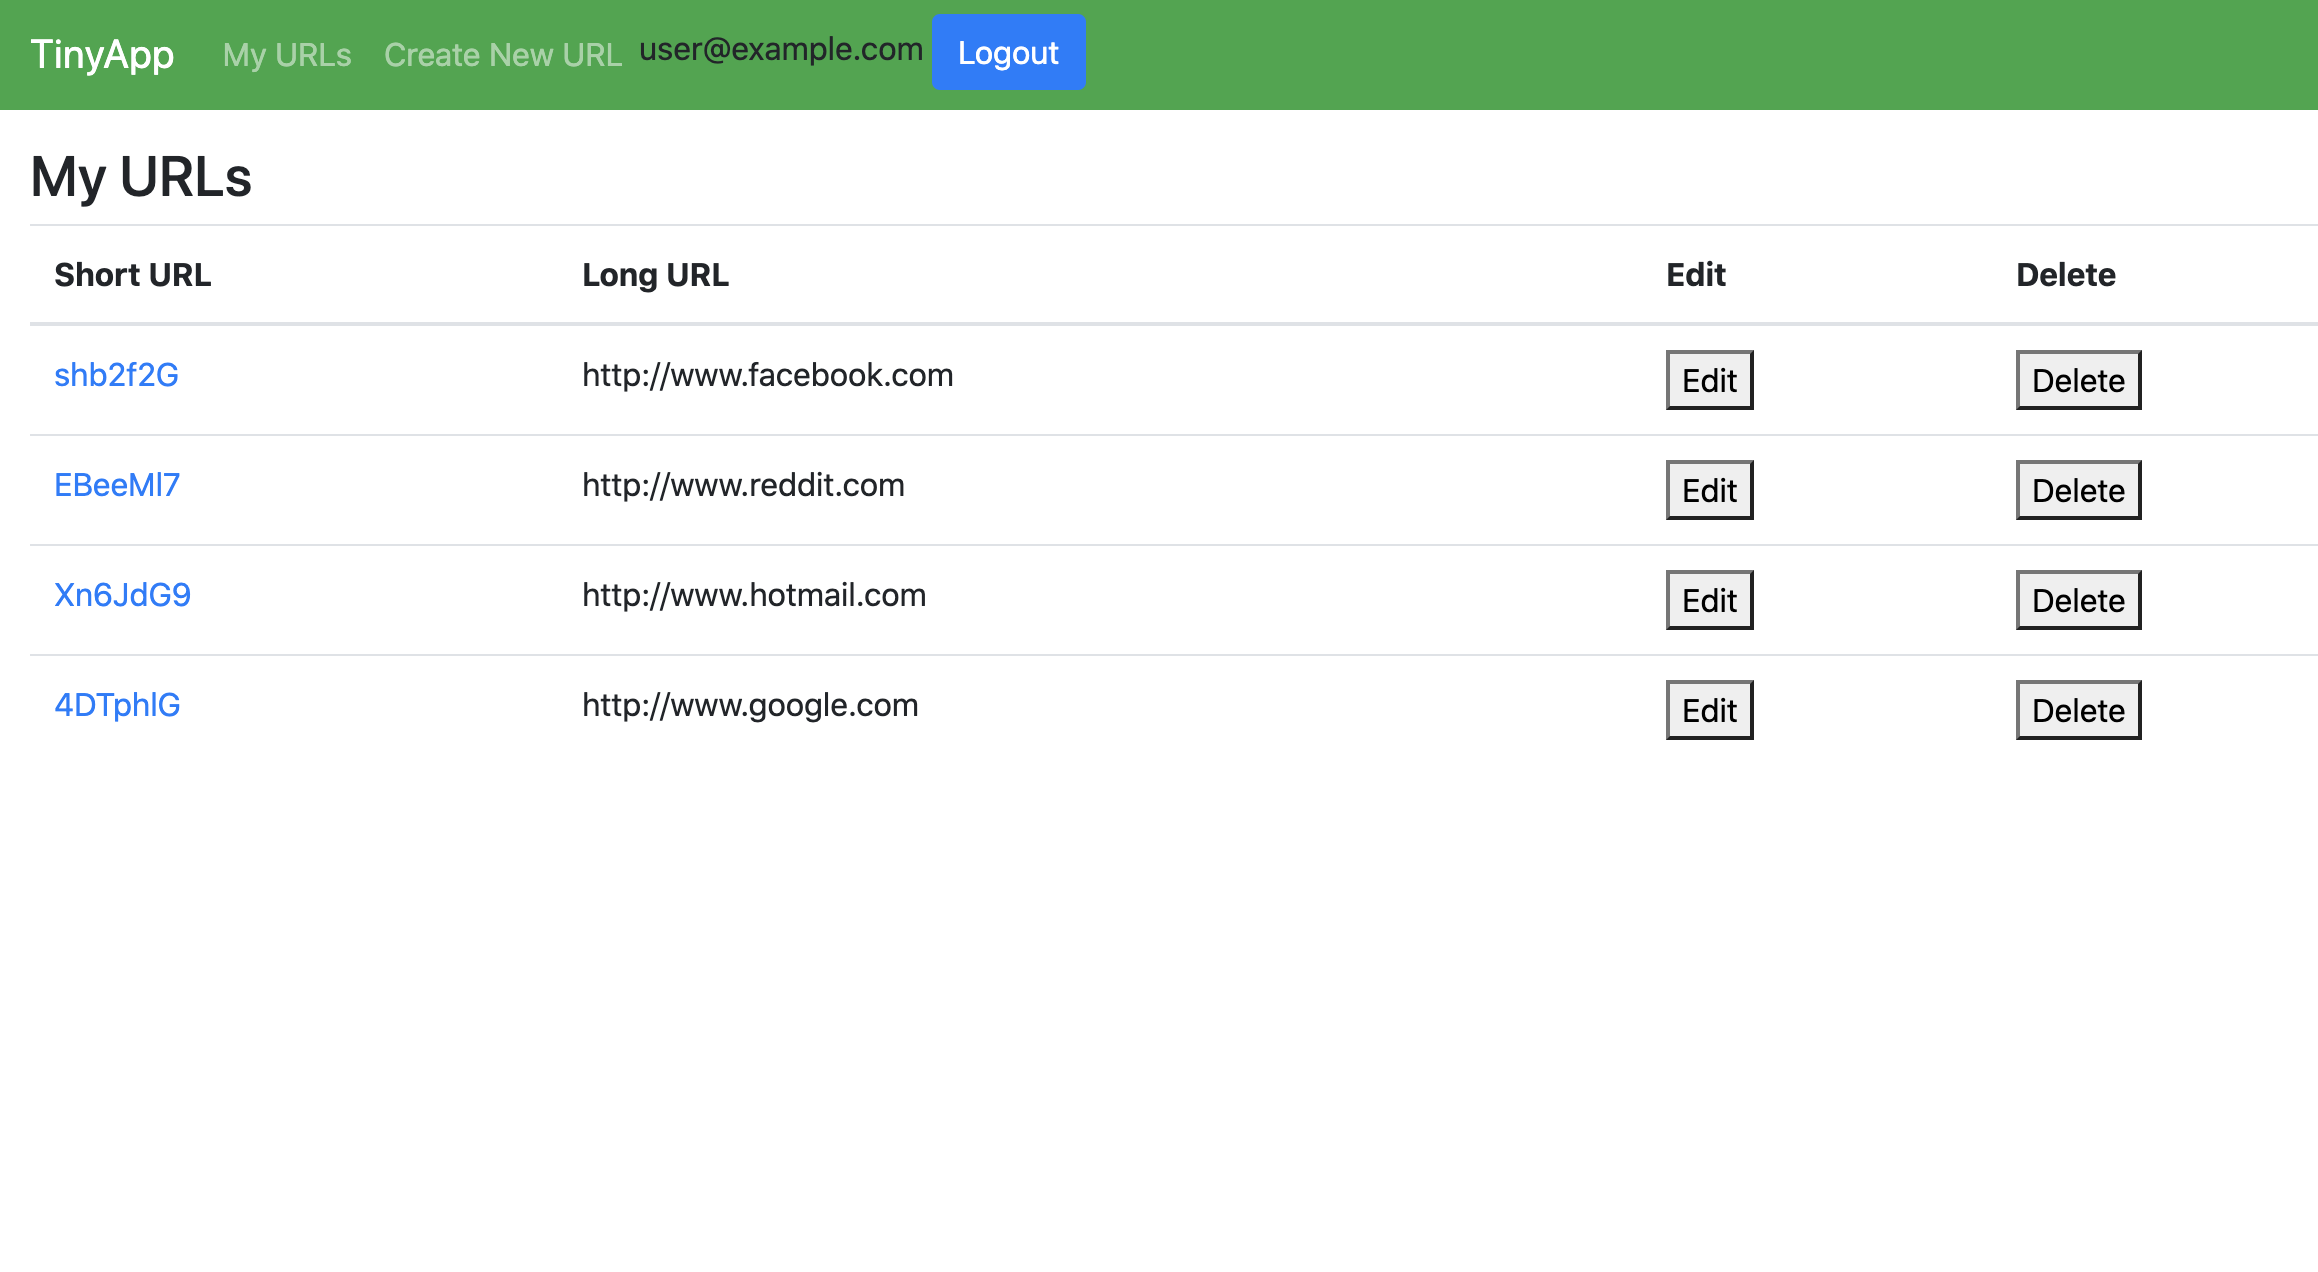 TinyApp My URLs Create New URL user@example.com Logout
My URLs
Short URL Long URL Edit Delete
shb2f2G http://www.facebook.com Edit Delete
EBeeMl7 http://www.reddit.com Edit Delete
Xn6JdG9 http://www.hotmail.com Edit Delete
4DTphlG http://www.google.com Edit Delete